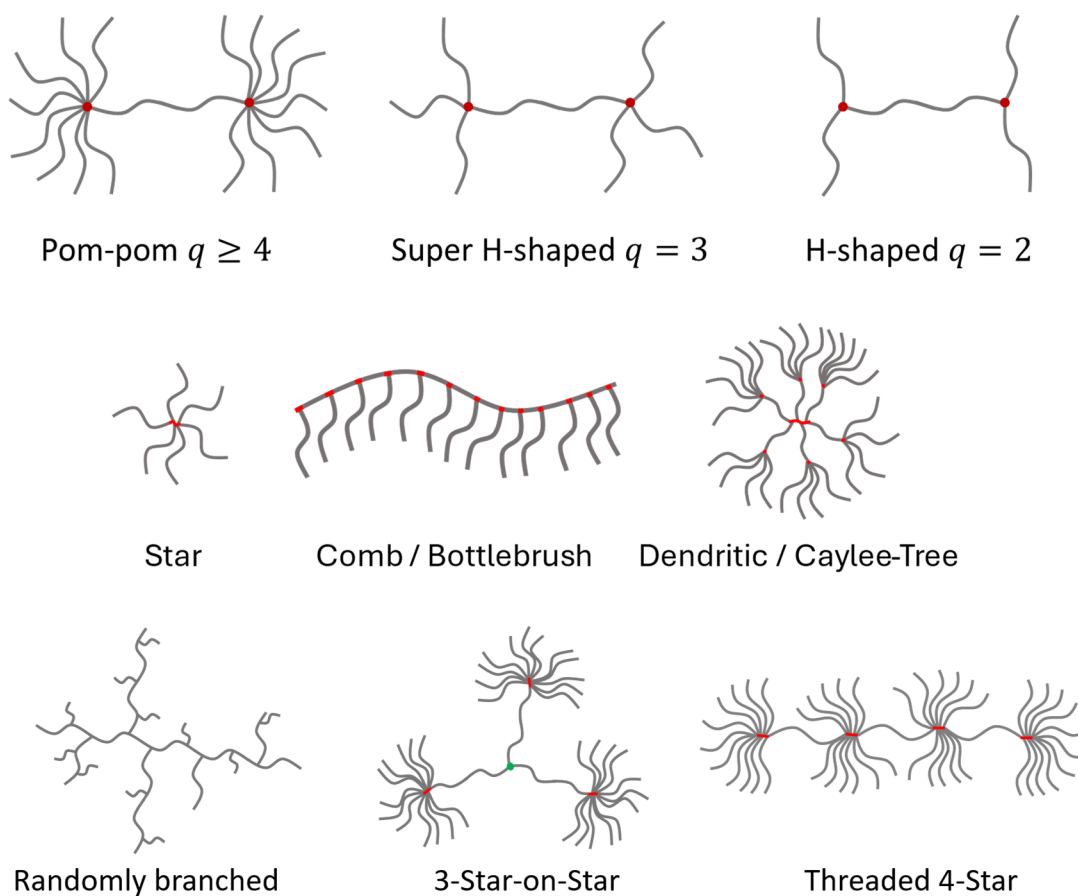 Pom-pom q ≥ 4
Super H-shaped q = 3
H-shaped q = 2
Star
Comb / Bottlebrush
Dendritic / Caylee-Tree
Randomly branched
3-Star-on-Star
Threaded 4-Star